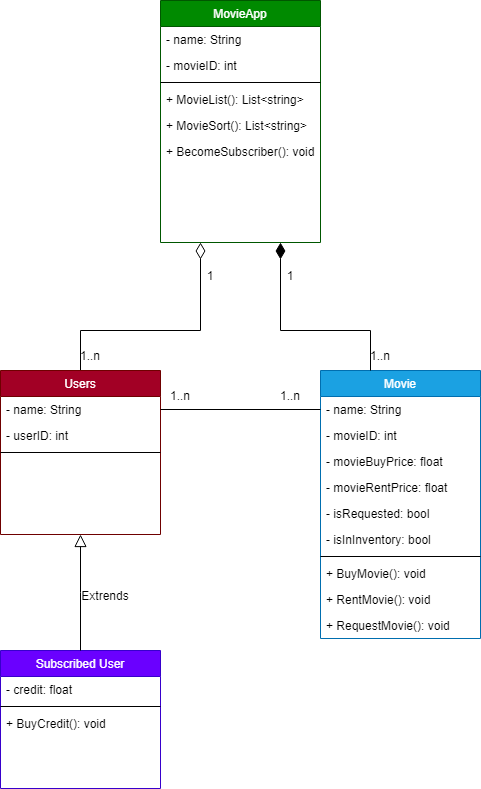 MovieApp
- name: String
- movieID: int
+ MovieList(): List<string>
+ MovieSort(): List<string>
+ BecomeSubscriber(): void
1
1
1..n
1..n
Users
- name: String
- userID: int
1..n
1..n
Movie
- name: String
- movieID: int
- movieBuyPrice: float
- movieRentPrice: float
- isRequested: bool
- isInInventory: bool
+ BuyMovie(): void
+ RentMovie(): void
+ RequestMovie(): void
Extrends
Subscribed User
- credit: float
+ BuyCredit(): void